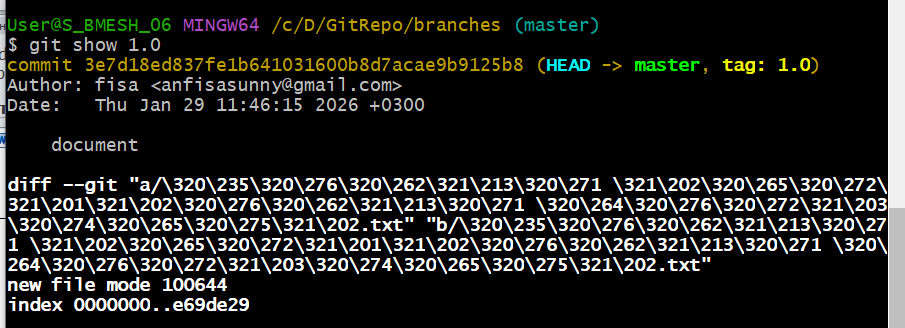 User@S_BMESH_06 MINGW64 /c/D/GitRepo/branches (master)
$ git show 1.0
commit 3e7d18ed837fe1b641031600b8d7acae9b9125b8 (HEAD -> master, tag: 1.0)
Author: fisa <anfisasunny@gmail.com>
Date:   Thu Jan 29 11:46:15 2026 +0300
    document
diff --git "a/\320\235\320\276\320\262\321\213\320\271 \321\202\320\265\320\272\
321\201\321\202\320\276\320\262\321\213\320\271 \320\264\320\276\320\272\321\203
\320\274\320\265\320\275\321\202.txt" "b/\320\235\320\276\320\262\321\213\320\27
1 \321\202\320\265\320\272\321\201\321\202\320\276\320\262\321\213\320\271 \320\
264\320\276\320\272\321\203\320\274\320\265\320\275\321\202.txt"
new file mode 100644
index 0000000..e69de29